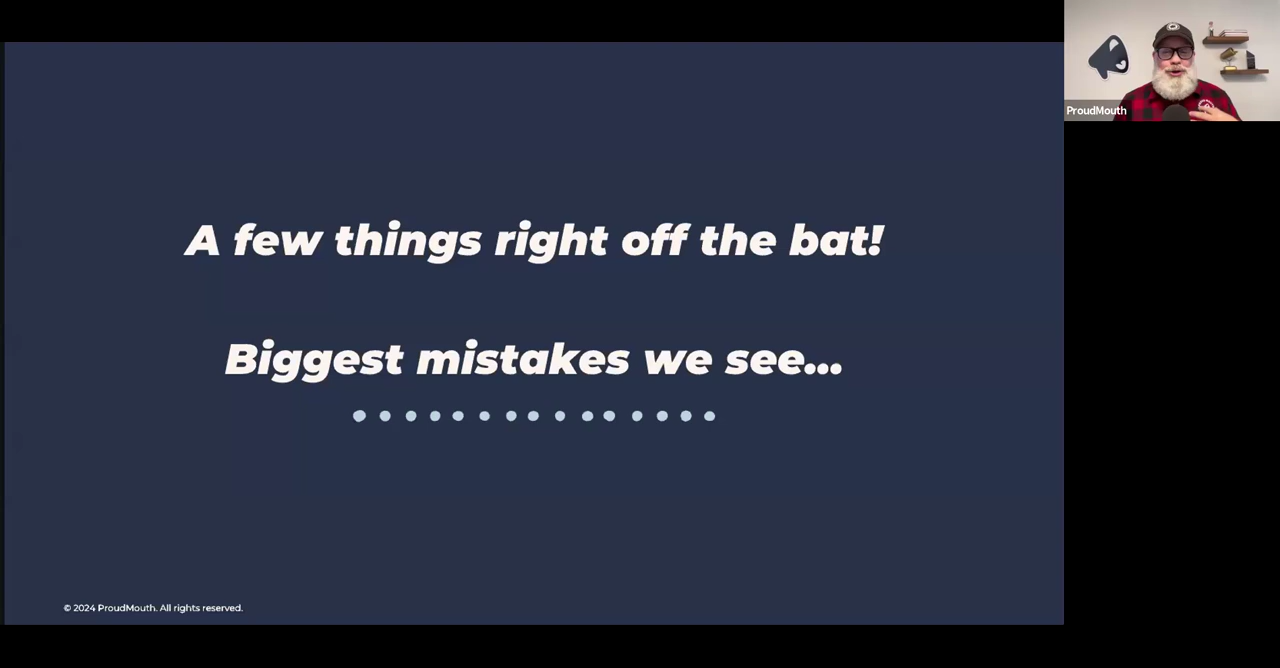 ProudMouth
A few things right off the bat!
Biggest mistakes we see...
© 2024 ProudMouth. All rights reserved.